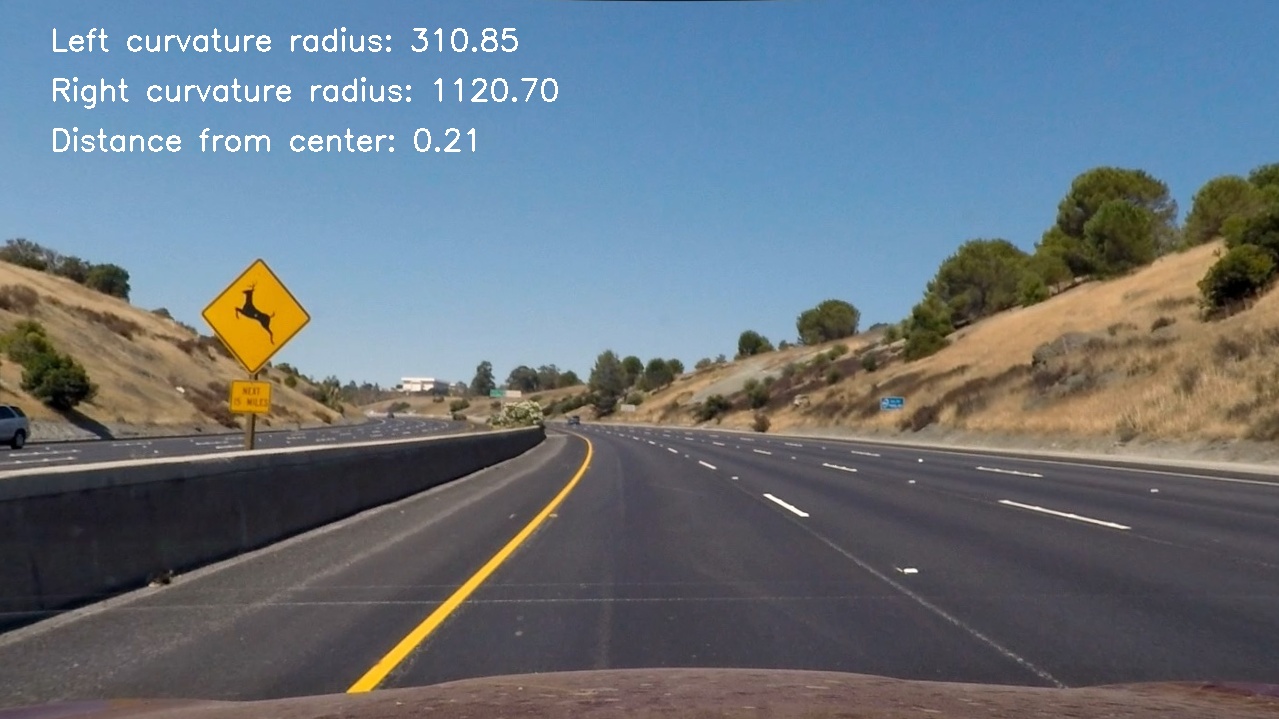 Left curvature radius: 310.85
Right curvature radius: 1120.70
Distance from center: 0.21
NEXT
15 MILES